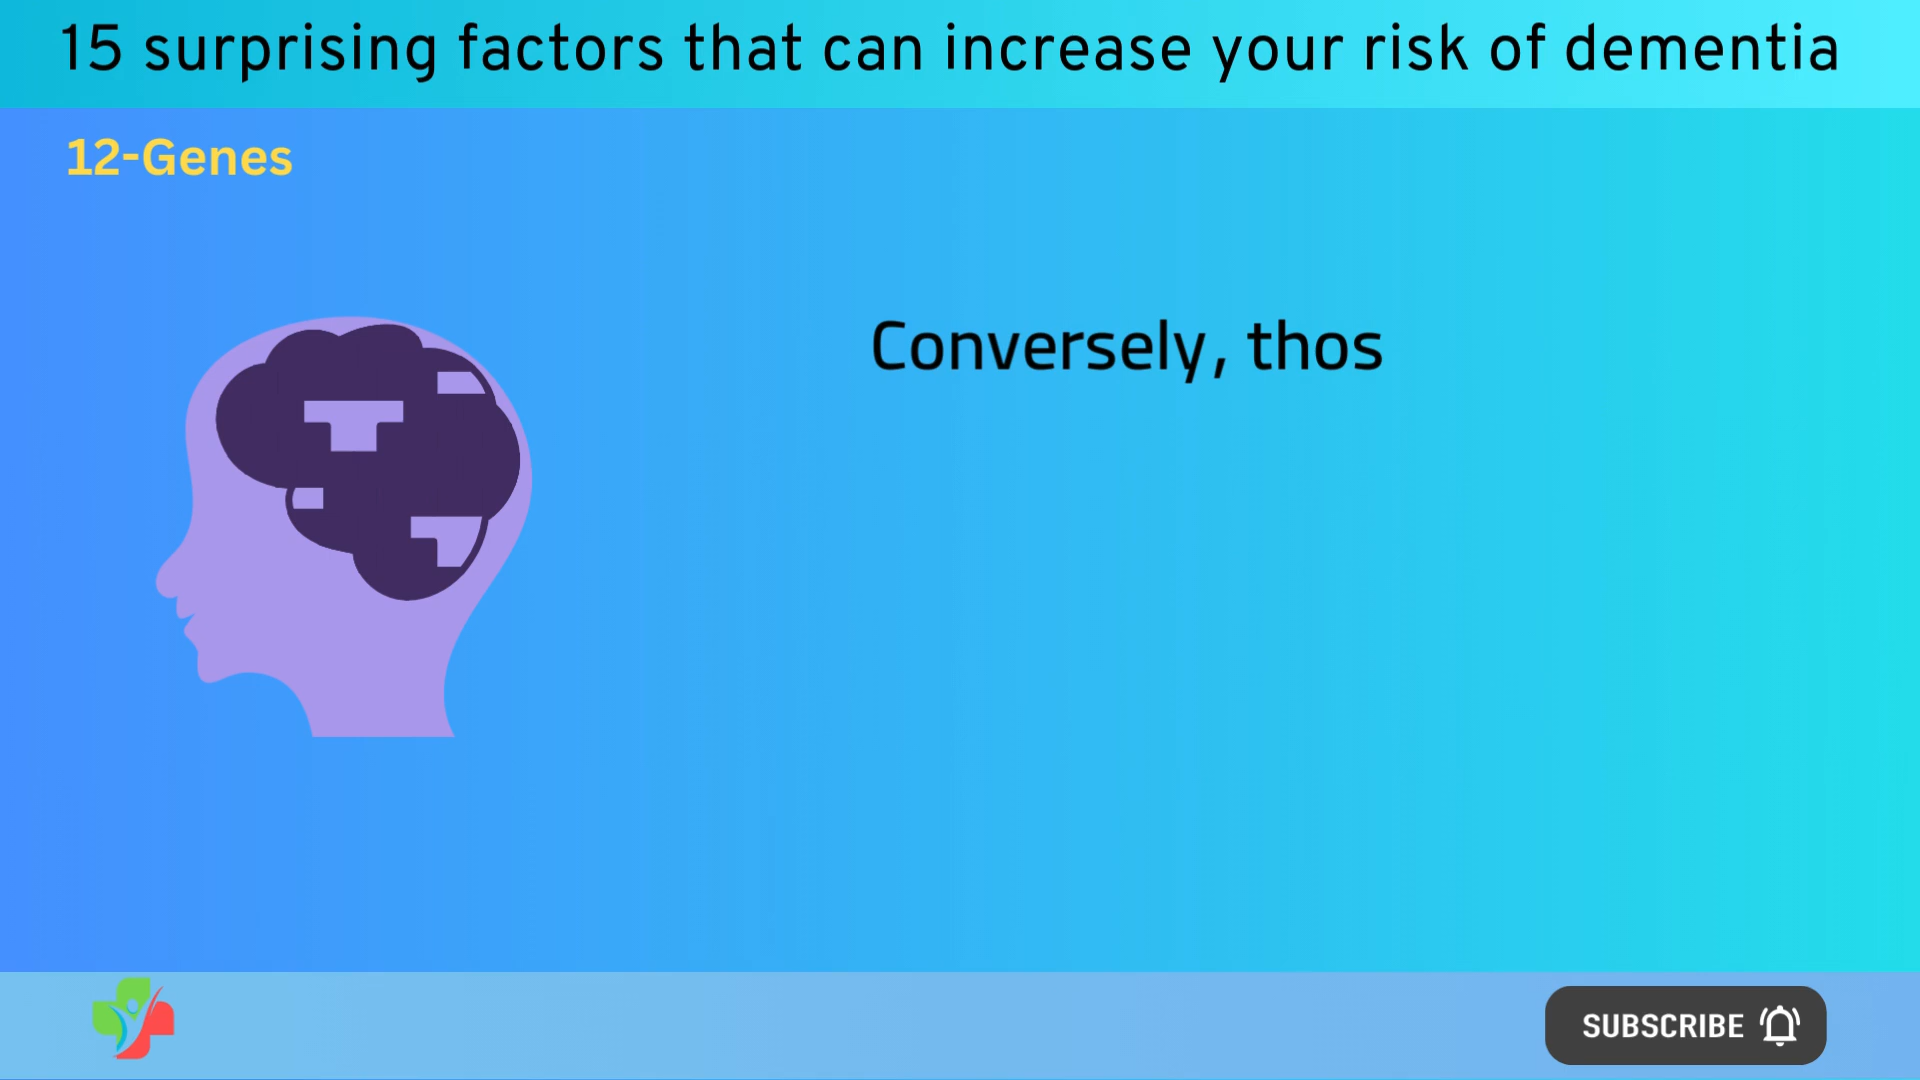 15 surprising factors that can increase your risk of dementia
12-Genes
Conversely, thos
SUBSCRIBE